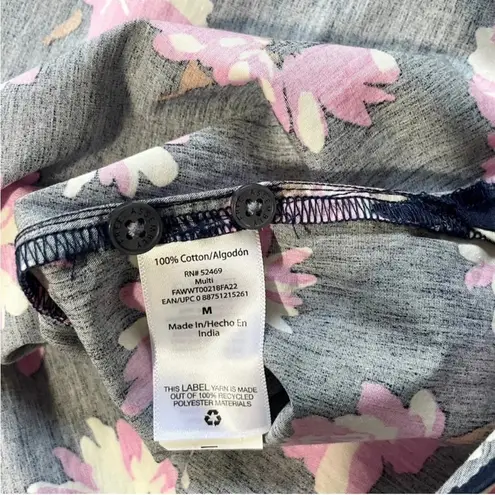 100% Cotton/Algodón
RN# 52469
Multi
FAWWT00218FA22
EAN/UPC 0 88751215261
M
Made In/Hecho En
India
THIS LABEL YARN IS MADE
OUT OF 100% RECYCLED
POLYESTER MATERIALS